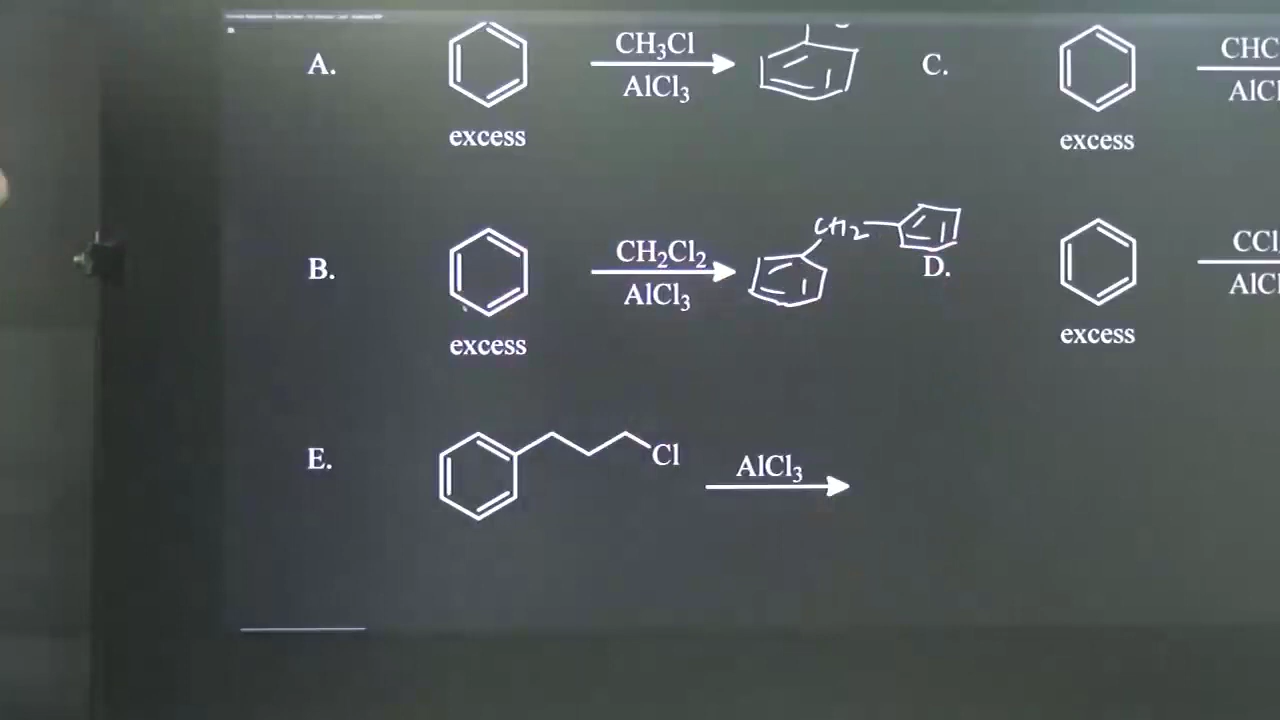 A.
CH₃Cl
AlCl₃
excess
C.
CHC
AlCl
excess
B.
CH₂Cl₂
AlCl₃
excess
CH₂
D.
CCl
AlCl
excess
E.
Cl
AlCl₃